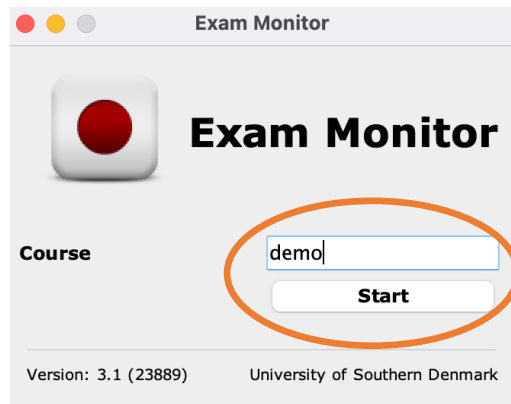 Exam Monitor
Exam Monitor
Course demo
Start
Version: 3.1 (23889) University of Southern Denmark